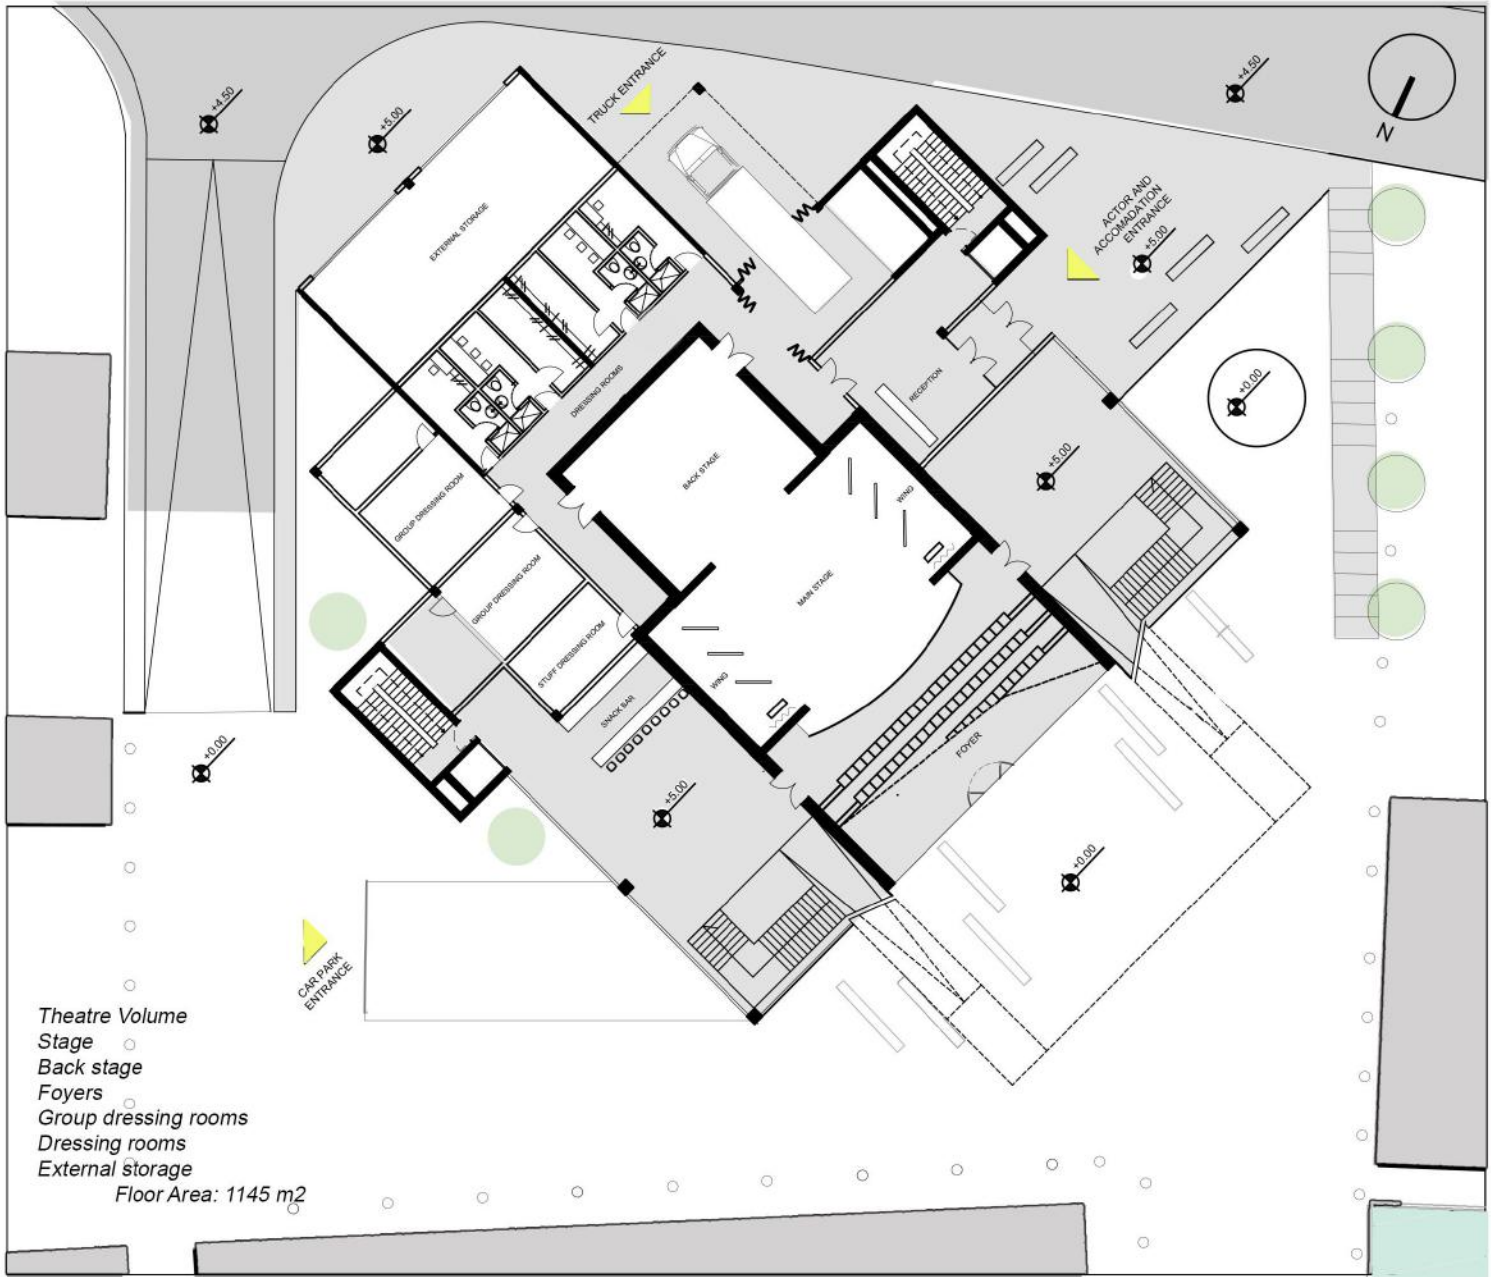 TRUCK ENTRANCE
+4.50
+5.00
+4.50
N
ACTOR AND
ACCOMADATION
ENTRANCE
+5.00
EXTERNAL STORAGE
+0.00
RECEPTION
DRESSING ROOMS
BACK STAGE
+5.00
WING
GROUP DRESSING ROOM
GROUP DRESSING ROOM
MAIN STAGE
STUFF DRESSING ROOM
WING
SNACK BAR
FOYER
+0.00
+5.00
+0.00
CAR PARK
ENTRANCE
Theatre Volume
Stage
Back stage
Foyers
Group dressing rooms
Dressing rooms
External storage
Floor Area: 1145 m2